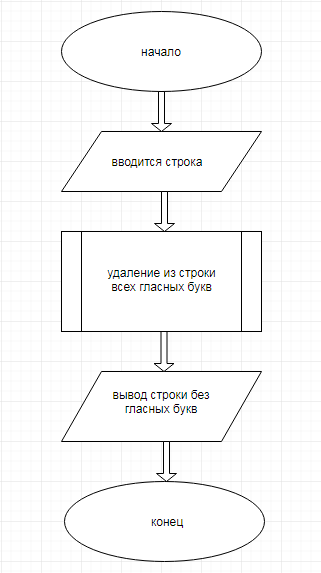 начало
вводится строка
удаление из строки
всех гласных букв
вывод строки без
гласных букв
конец